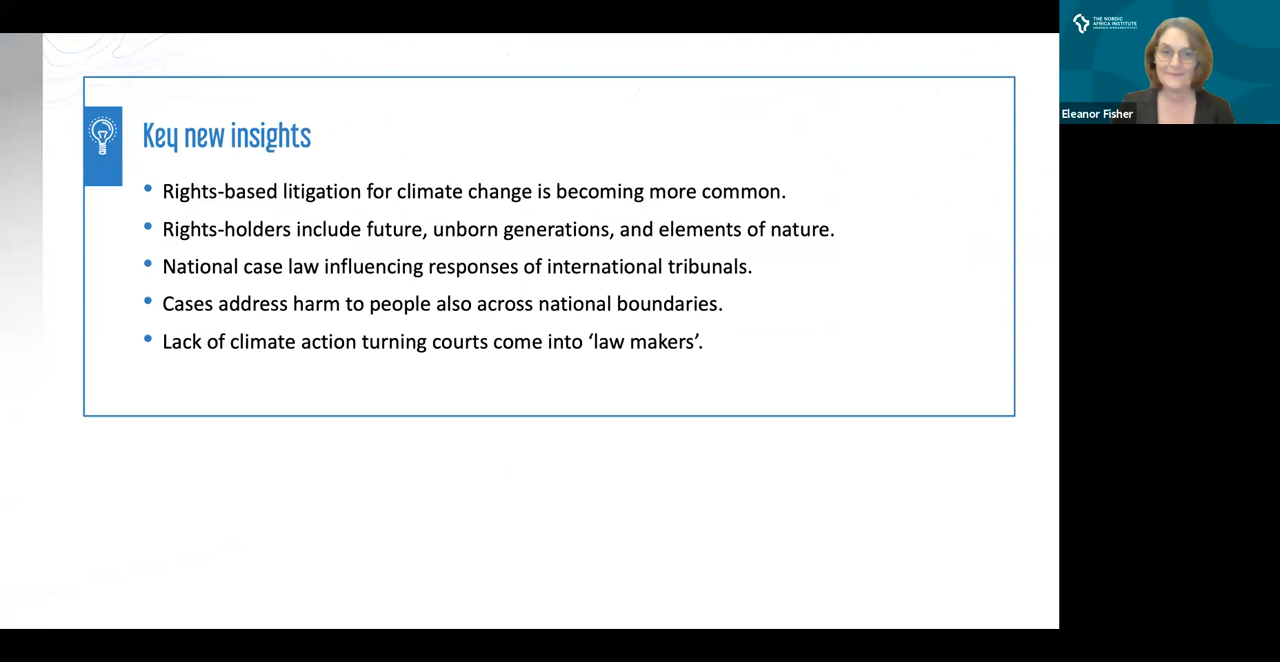 Key new insights
• Rights-based litigation for climate change is becoming more common.
• Rights-holders include future, unborn generations, and elements of nature.
• National case law influencing responses of international tribunals.
• Cases address harm to people also across national boundaries.
• Lack of climate action turning courts come into ‘law makers’.
THE NORDIC
AFRICA INSTITUTE
Eleanor Fisher